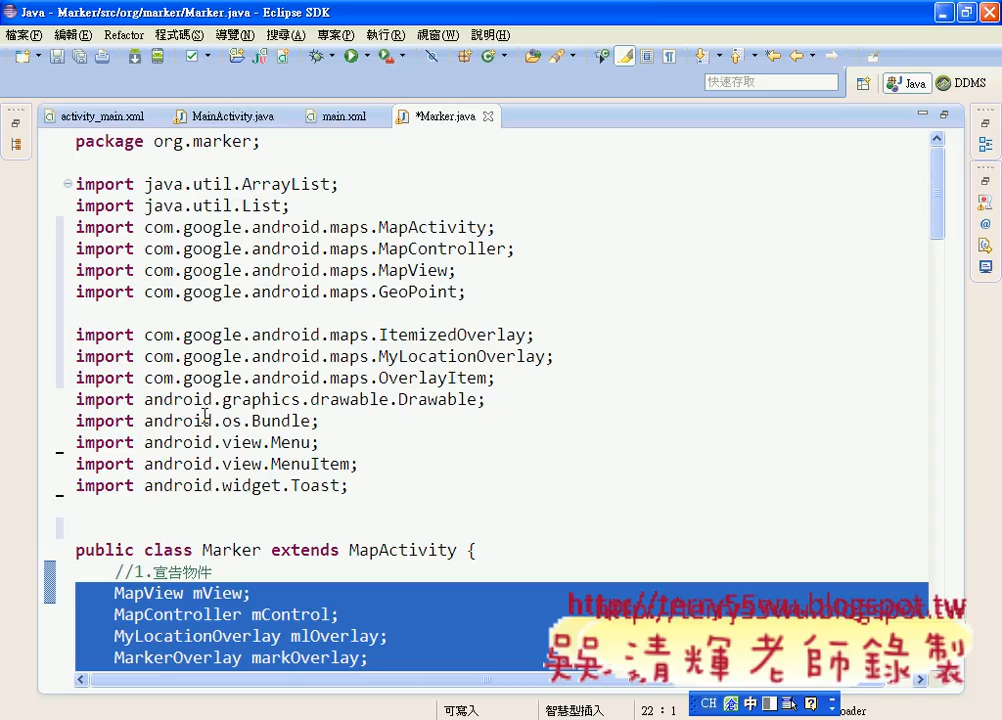 Java - Marker/src/org/marker/Marker.java - Eclipse SDK
檔案(F) 編輯(E) Refactor 程式碼(S) 導覽(N) 搜尋(A) 專案(P) 執行(R) 視窗(W) 說明(H)
快速存取 Java DDMS
activity_main.xml MainActivity.java main.xml *Marker.java
package org.marker;
import java.util.ArrayList;
import java.util.List;
import com.google.android.maps.MapActivity;
import com.google.android.maps.MapController;
import com.google.android.maps.MapView;
import com.google.android.maps.GeoPoint;
import com.google.android.maps.ItemizedOverlay;
import com.google.android.maps.MyLocationOverlay;
import com.google.android.maps.OverlayItem;
import android.graphics.drawable.Drawable;
import android.os.Bundle;
import android.view.Menu;
import android.view.MenuItem;
import android.widget.Toast;
public class Marker extends MapActivity {
//1.宣告物件
MapView mView;
MapController mControl;
MyLocationOverlay mlOverlay;
MarkerOverlay markOverlay;
http://terry55wu.blogspot.tw
吳清輝老師錄製
可寫入 智慧型插入 22 : 1 CH 中 oader